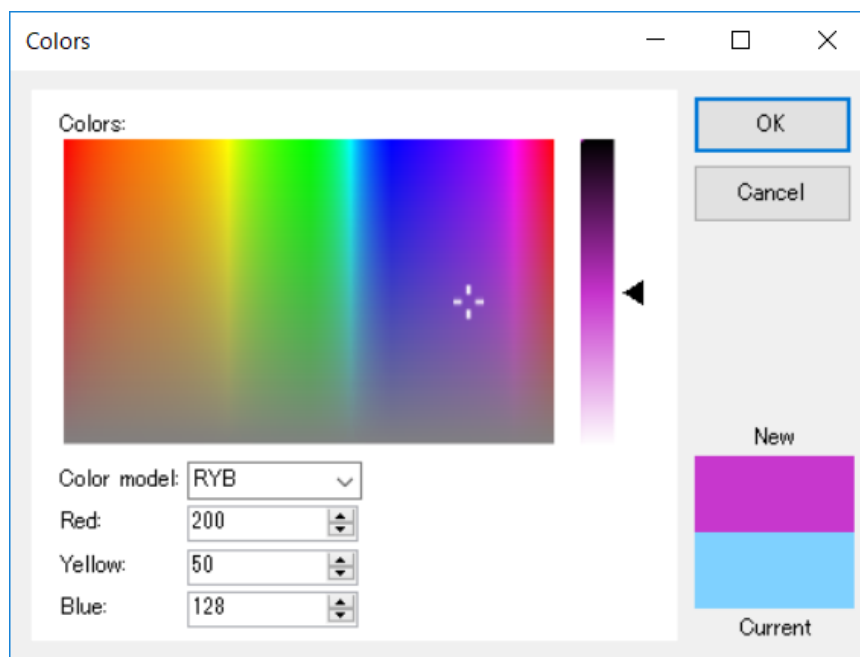 Colors
Colors:
OK
Cancel
New
Color model: RYB
Red: 200
Yellow: 50
Blue: 128
Current